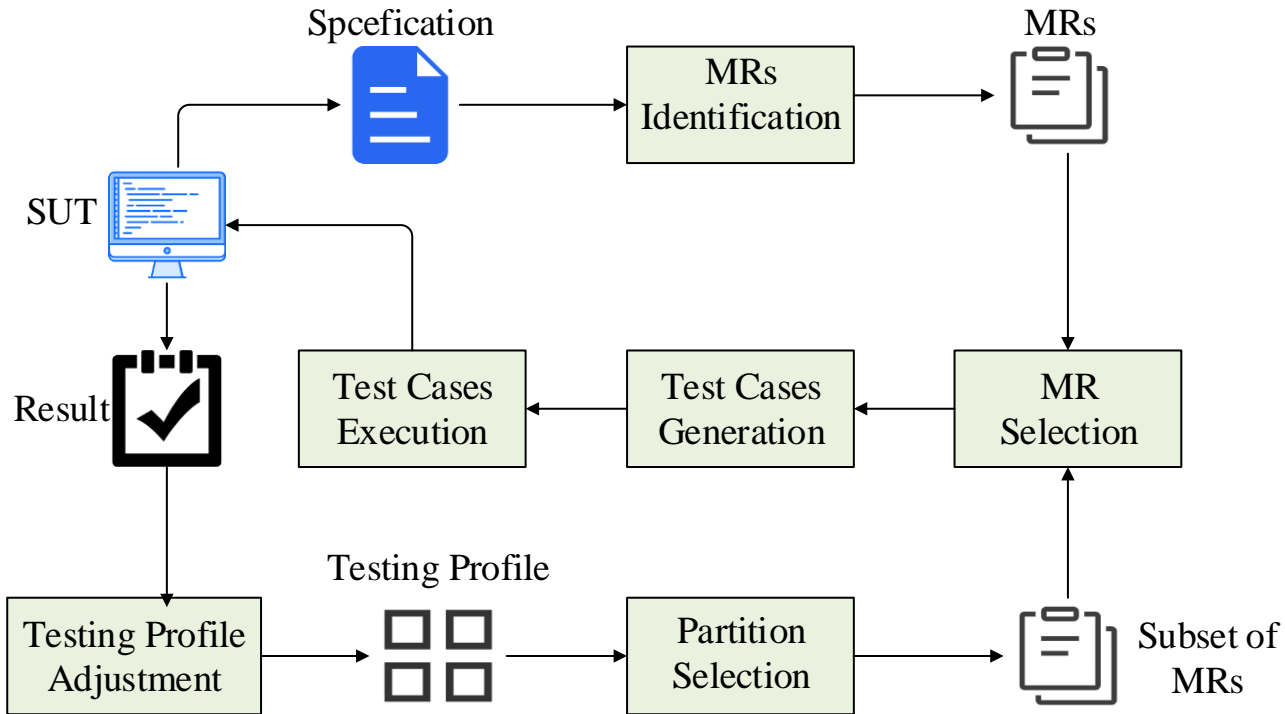 Spcefication
MRs
MRs
Identification
SUT
Result
Test Cases
Execution
Test Cases
Generation
MR
Selection
Testing Profile
Testing Profile
Adjustment
Partition
Selection
Subset of
MRs